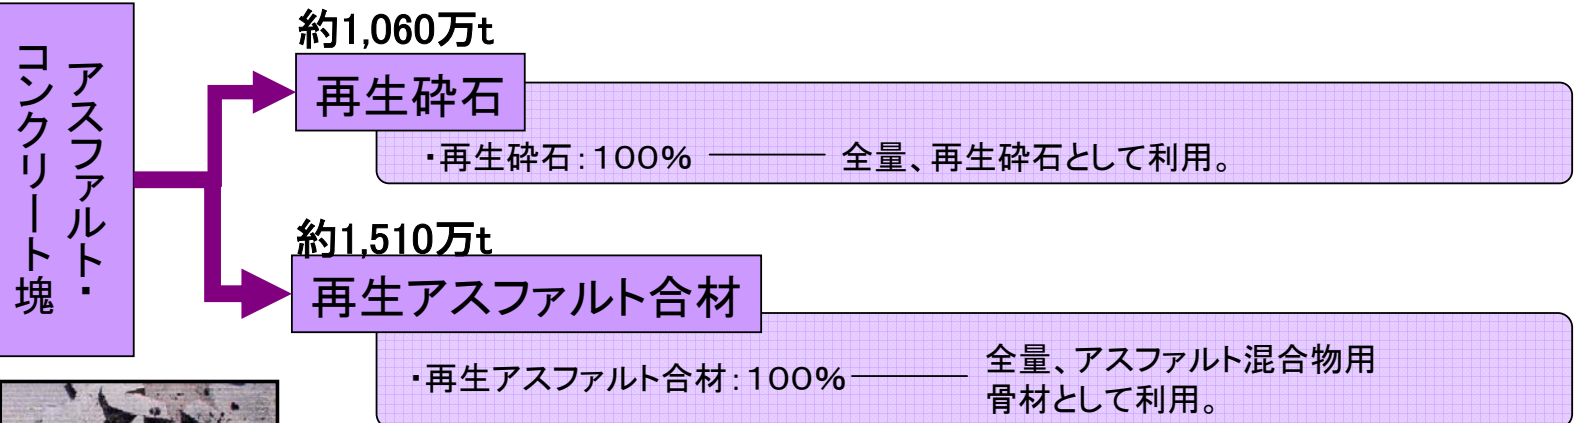 アスファルト・
コンクリート塊
約1,060万t
再生砕石
・再生砕石：100% ――― 全量、再生砕石として利用。
約1,510万t
再生アスファルト合材
・再生アスファルト合材：100% ――― 全量、アスファルト混合物用
骨材として利用。